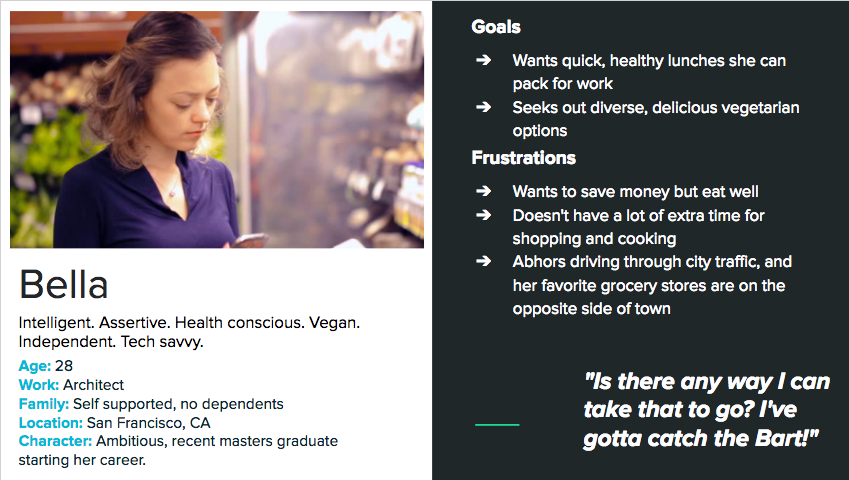 Bella
Intelligent. Assertive. Health conscious. Vegan.
Independent. Tech savvy.
Age: 28
Work: Architect
Family: Self supported, no dependents
Location: San Francisco, CA
Character: Ambitious, recent masters graduate
starting her career.
Goals
➔ Wants quick, healthy lunches she can
pack for work
➔ Seeks out diverse, delicious vegetarian
options
Frustrations
➔ Wants to save money but eat well
➔ Doesn't have a lot of extra time for
shopping and cooking
➔ Abhors driving through city traffic, and
her favorite grocery stores are on the
opposite side of town
"Is there any way I can
take that to go? I've
gotta catch the Bart!"